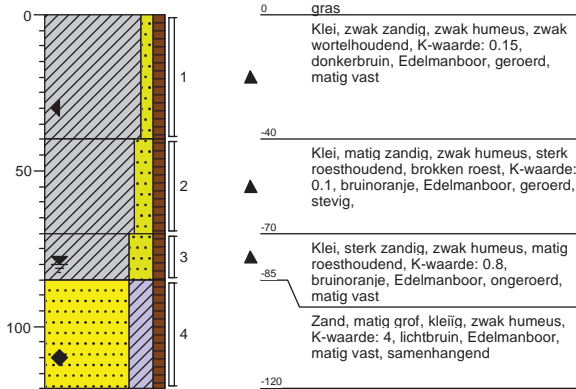 0
gras
0
Klei, zwak zandig, zwak humeus, zwak
wortelhoudend, K-waarde: 0.15,
donkerbruin, Edelmanboor, geroerd,
matig vast
1
-40
Klei, matig zandig, zwak humeus, sterk
roesthoudend, brokken roest, K-waarde:
0.1, bruinoranje, Edelmanboor, geroerd,
stevig,
50
2
-70
Klei, sterk zandig, zwak humeus, matig
roesthoudend, K-waarde: 0.8,
bruinoranje, Edelmanboor, ongeroerd,
matig vast
3
-85
Zand, matig grof, kleiïg, zwak humeus,
K-waarde: 4, lichtbruin, Edelmanboor,
matig vast, samenhangend
100
4
-120